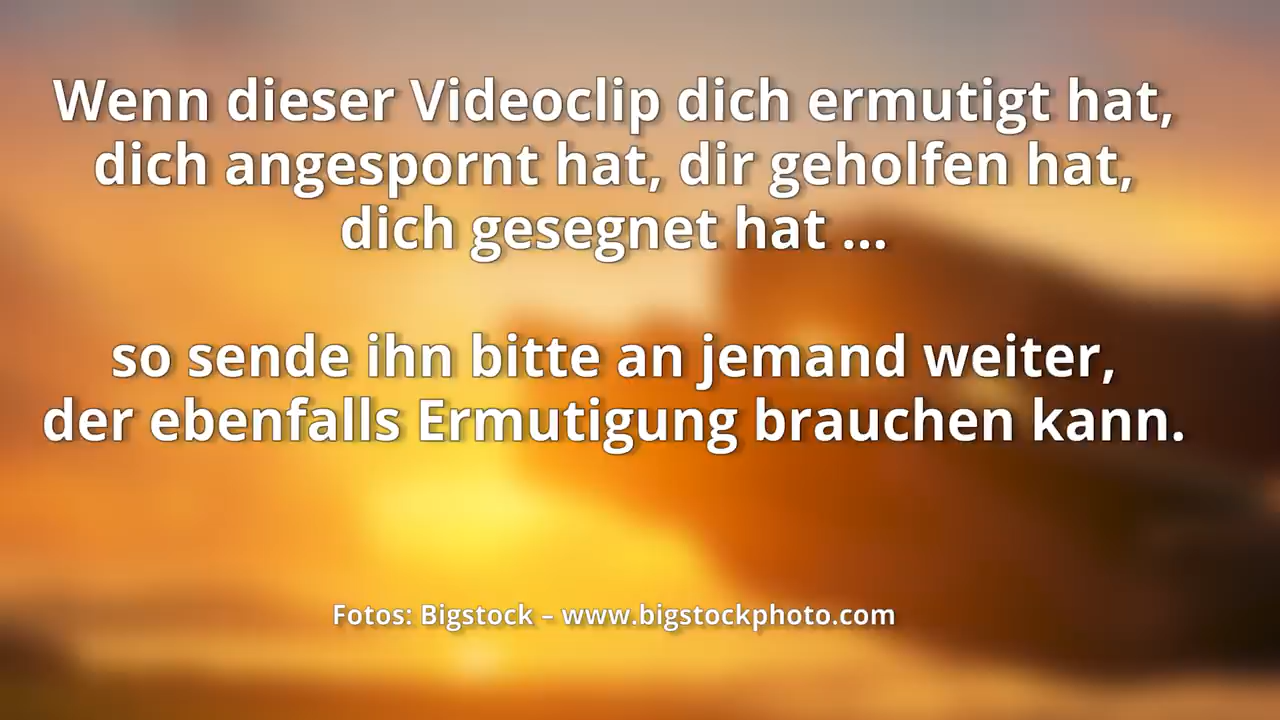 Wenn dieser Videoclip dich ermutigt hat,
dich angespornt hat, dir geholfen hat,
dich gesegnet hat ...
so sende ihn bitte an jemand weiter,
der ebenfalls Ermutigung brauchen kann.
Fotos: Bigstock – www.bigstockphoto.com